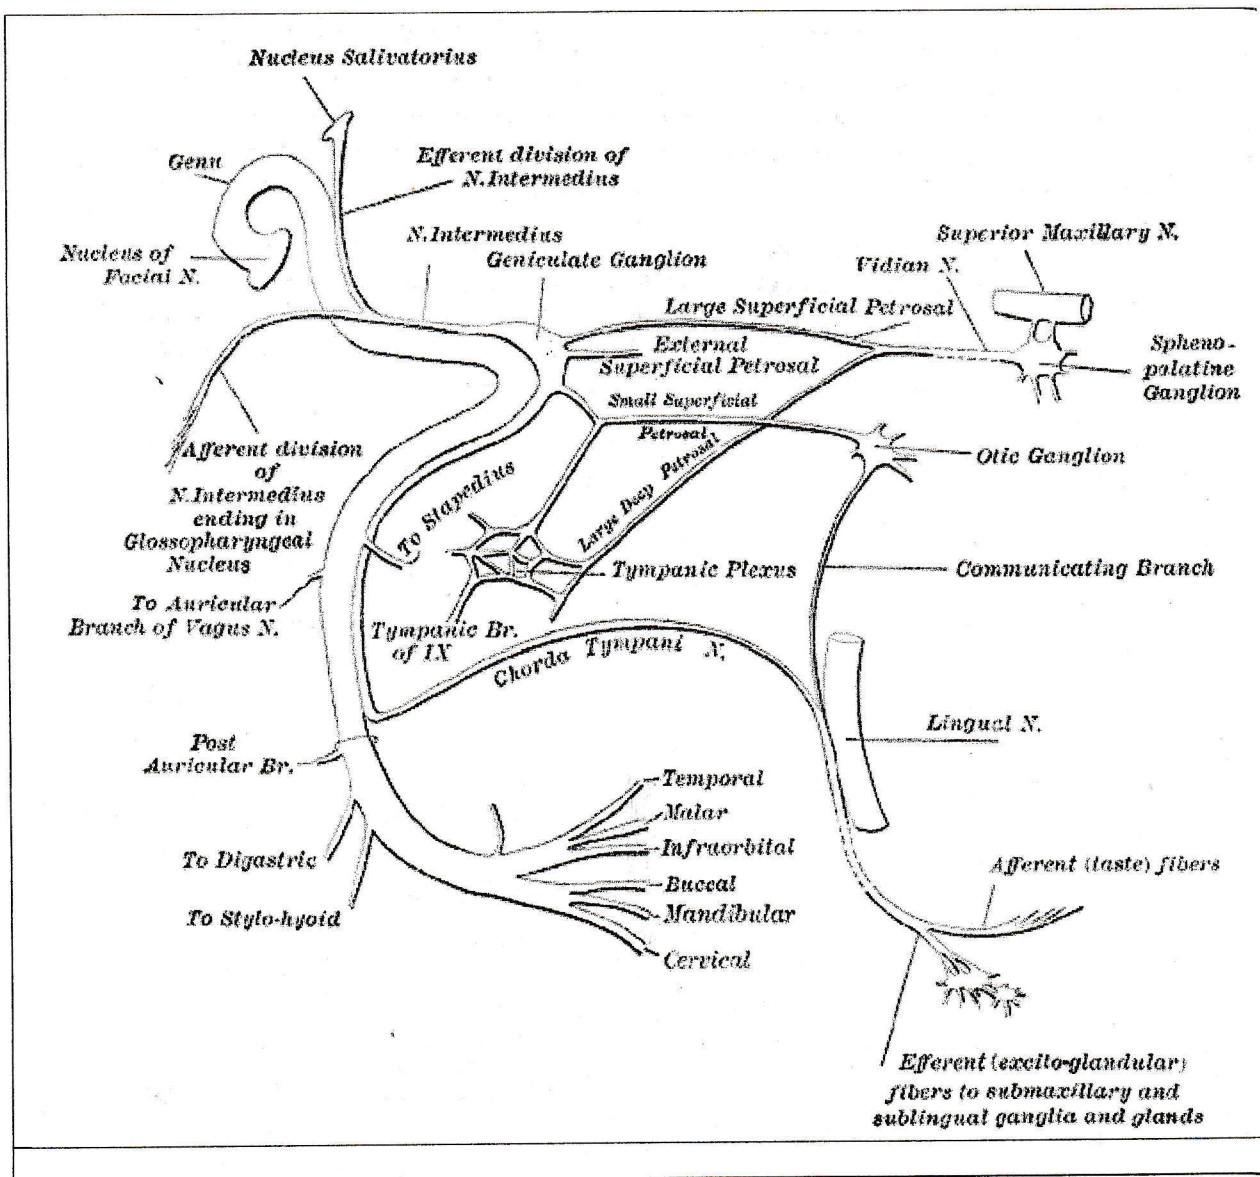 Nucleus Salivatorius
Genu
Efferent division of
N.Intermedius
Nucleus of
Facial N.
N.Intermedius
Geniculate Ganglion
Superior Maxillary N.
Vidian N.
Large Superficial Petrosal
External
Superficial Petrosal
Spheno-
palatine
Ganglion
Small Superficial
Petrosal
Large Deep Petrosal
Otic Ganglion
Afferent division
of
N.Intermedius
ending in
Glossopharyngeal
Nucleus
To Stapedius
Tympanic Plexus
Communicating Branch
To Auricular
Branch of Vagus N.
Tympanic Br.
of IX
Chorda Tympani N.
Lingual N.
Post
Auricular Br.
Temporal
Malar
Infraorbital
Buccal
Mandibular
Cervical
To Digastric
To Stylo-hyoid
Afferent (taste) fibers
Efferent (excito-glandular)
fibers to submaxillary and
sublingual ganglia and glands